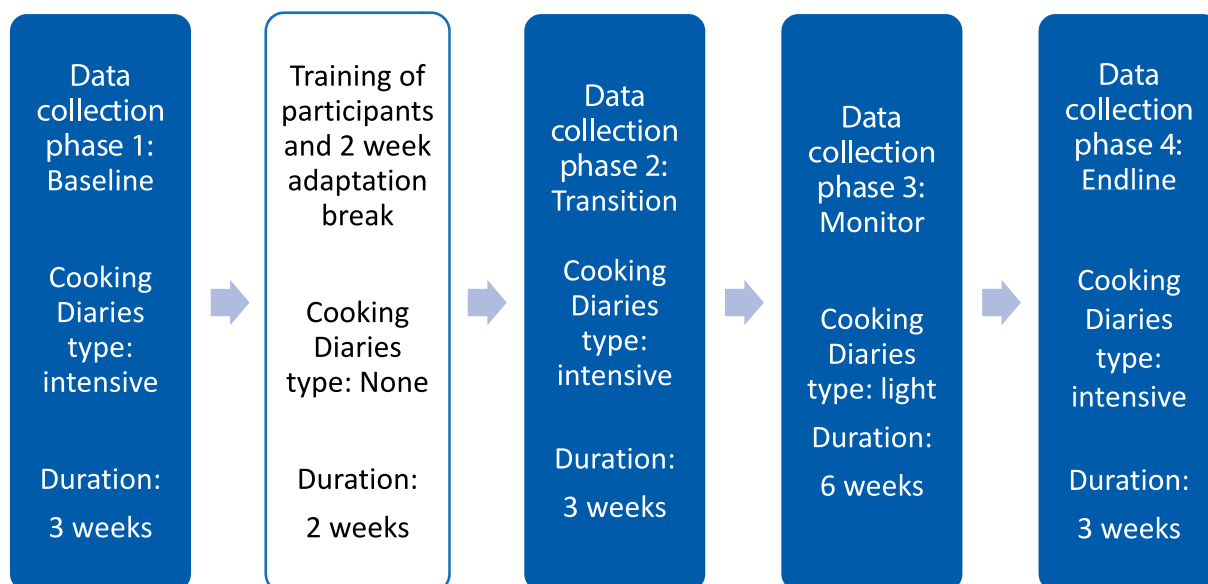 Data
collection
phase 1:
Baseline
Cooking
Diaries
type:
intensive
Duration:
3 weeks
Training of
participants
and 2 week
adaptation
break
Cooking
Diaries
type: None
Duration:
2 weeks
Data
collection
phase 2:
Transition
Cooking
Diaries
type:
intensive
Duration:
3 weeks
Data
collection
phase 3:
Monitor
Cooking
Diaries
type: light
Duration:
6 weeks
Data
collection
phase 4:
Endline
Cooking
Diaries
type:
intensive
Duration:
3 weeks